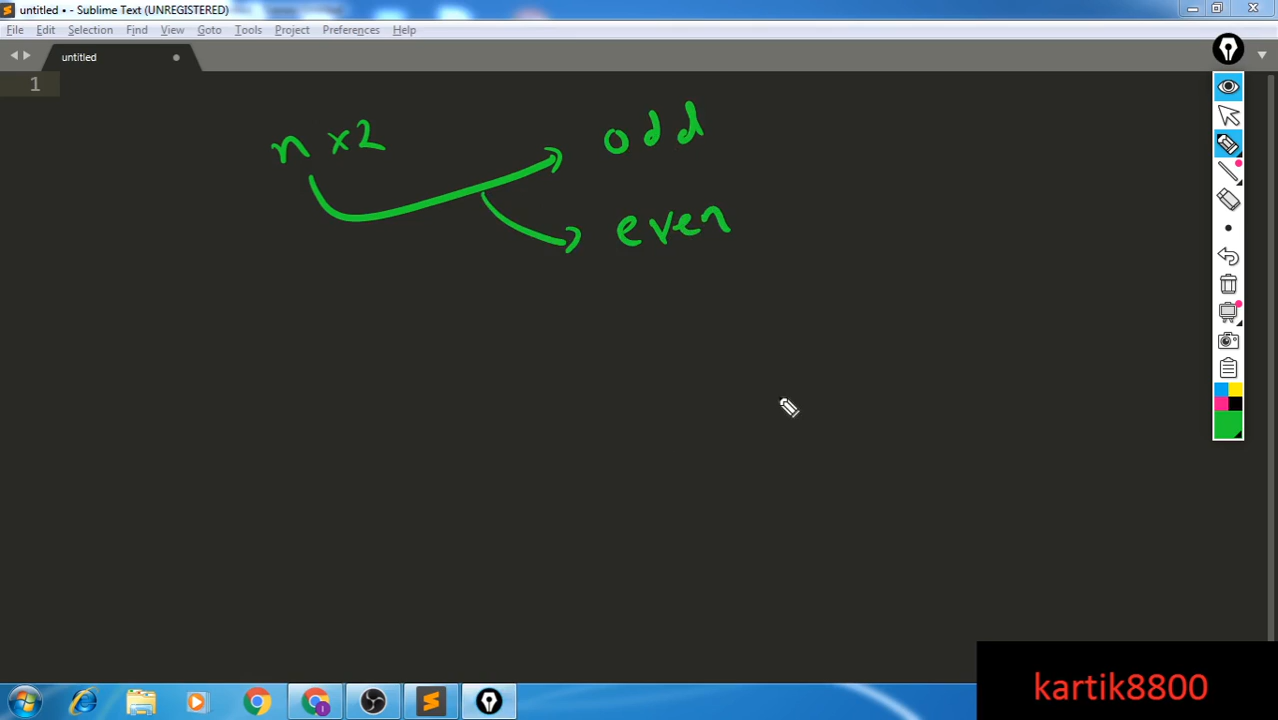 untitled • - Sublime Text (UNREGISTERED)
File Edit Selection Find View Goto Tools Project Preferences Help
untitled
1
n x2
odd
even
kartik8800